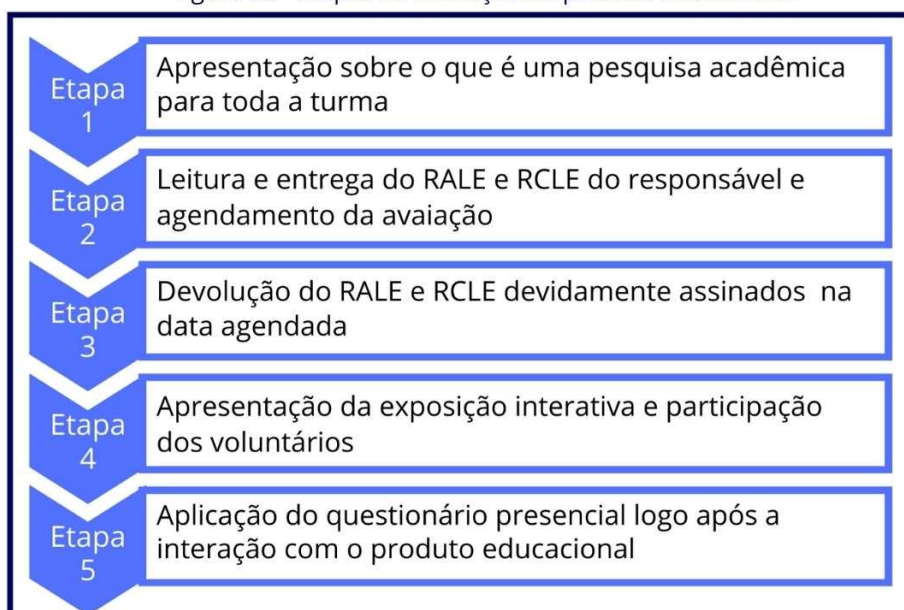 Etapa
1
Apresentação sobre o que é uma pesquisa acadêmica
para toda a turma
Etapa
2
Leitura e entrega do RALE e RCLE do responsável e
agendamento da avaiação
Etapa
3
Devolução do RALE e RCLE devidamente assinados na
data agendada
Etapa
4
Apresentação da exposição interativa e participação
dos voluntários
Etapa
5
Aplicação do questionário presencial logo após a
interação com o produto educacional